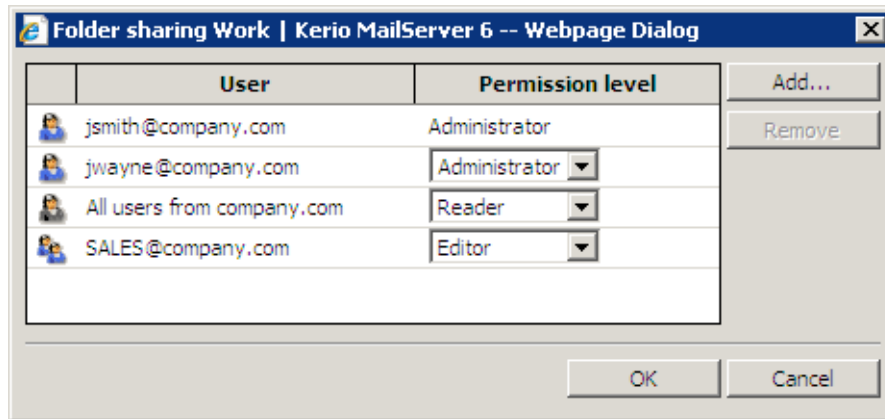 Folder sharing Work | Kerio MailServer 6 -- Webpage Dialog
User Permission level Add...
jsmith@company.com Administrator Remove
jwayne@company.com Administrator
All users from company.com Reader
SALES@company.com Editor
OK Cancel